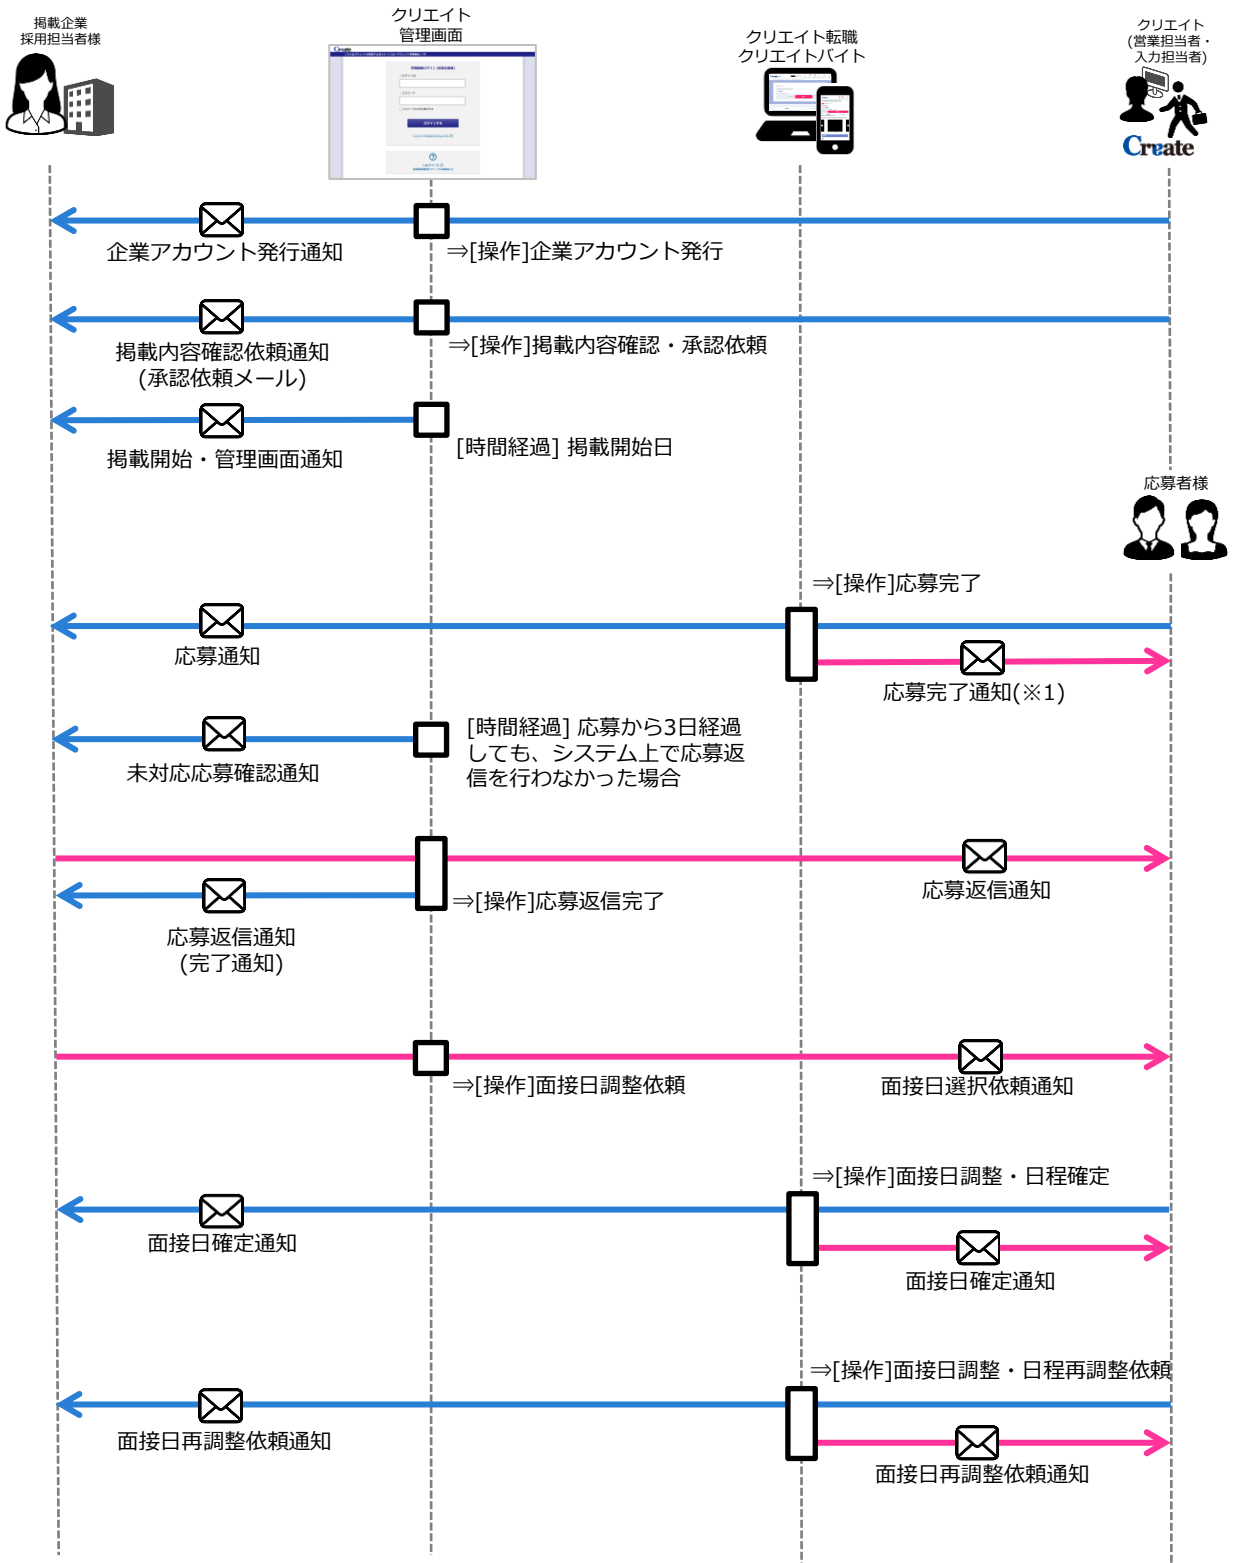 掲載企業
採用担当者様
クリエイト
管理画面
クリエイト転職
クリエイトバイト
クリエイト
(営業担当者・
入力担当者)
Create
Create
ログインする
企業アカウント発行通知
⇒[操作]企業アカウント発行
掲載内容確認依頼通知
(承認依頼メール)
⇒[操作]掲載内容確認・承認依頼
掲載開始・管理画面通知
[時間経過] 掲載開始日
応募者様
⇒[操作]応募完了
応募通知
応募完了通知(※1)
未対応応募確認通知
[時間経過] 応募から3日経過
しても、システム上で応募返
信を行わなかった場合
応募返信通知
⇒[操作]応募返信完了
応募返信通知
(完了通知)
⇒[操作]面接日調整依頼
面接日選択依頼通知
⇒[操作]面接日調整・日程確定
面接日確定通知
面接日確定通知
⇒[操作]面接日調整・日程再調整依頼
面接日再調整依頼通知
面接日再調整依頼通知